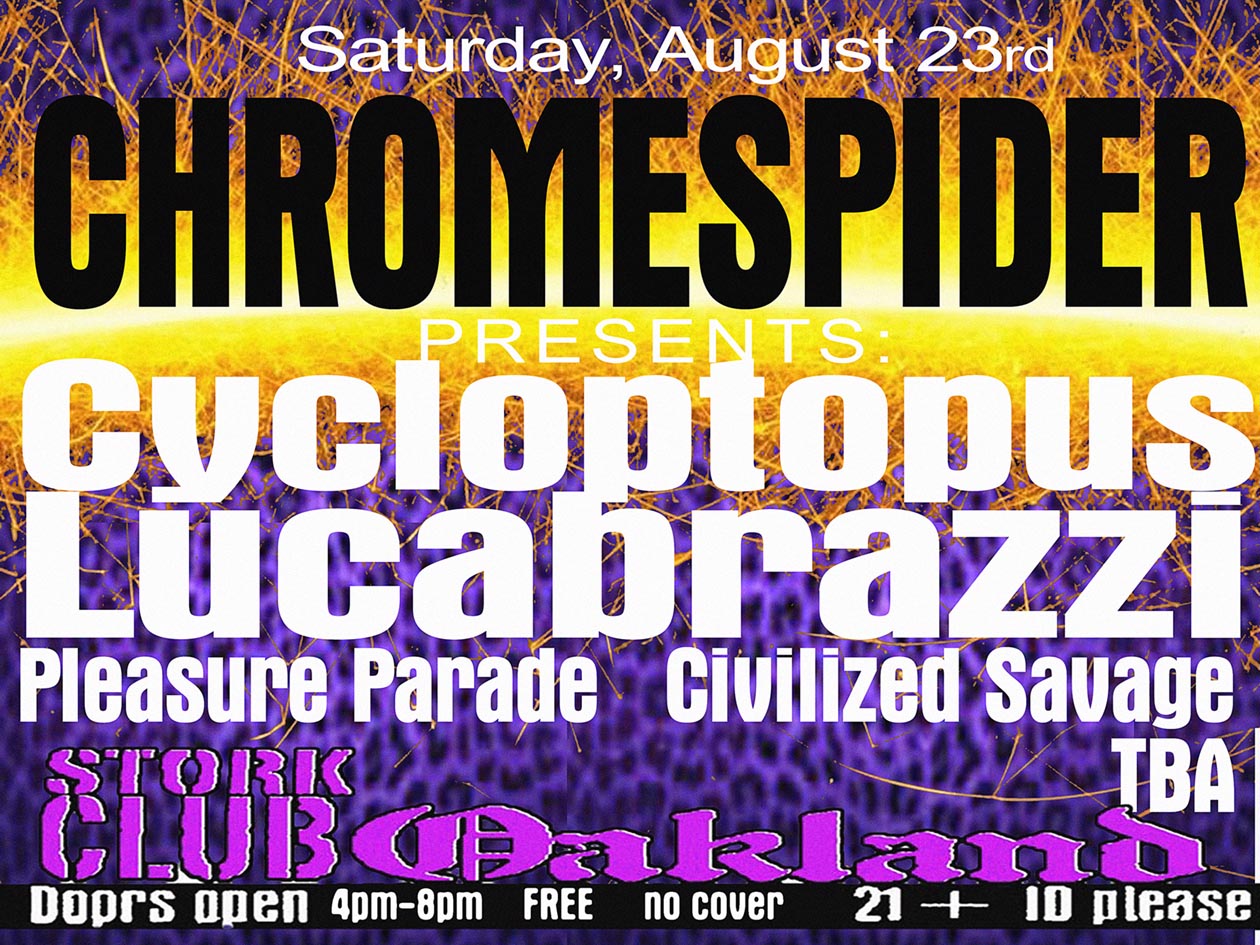 Saturday, August 23rd
CHROMESPIDER
PRESENTS:
Cycloptopus
Lucabrazzi
Pleasure Parade Civilized Savage
TBA
STORK
CLUB Oakland
Doors open 4pm-8pm FREE no cover 21 + ID please